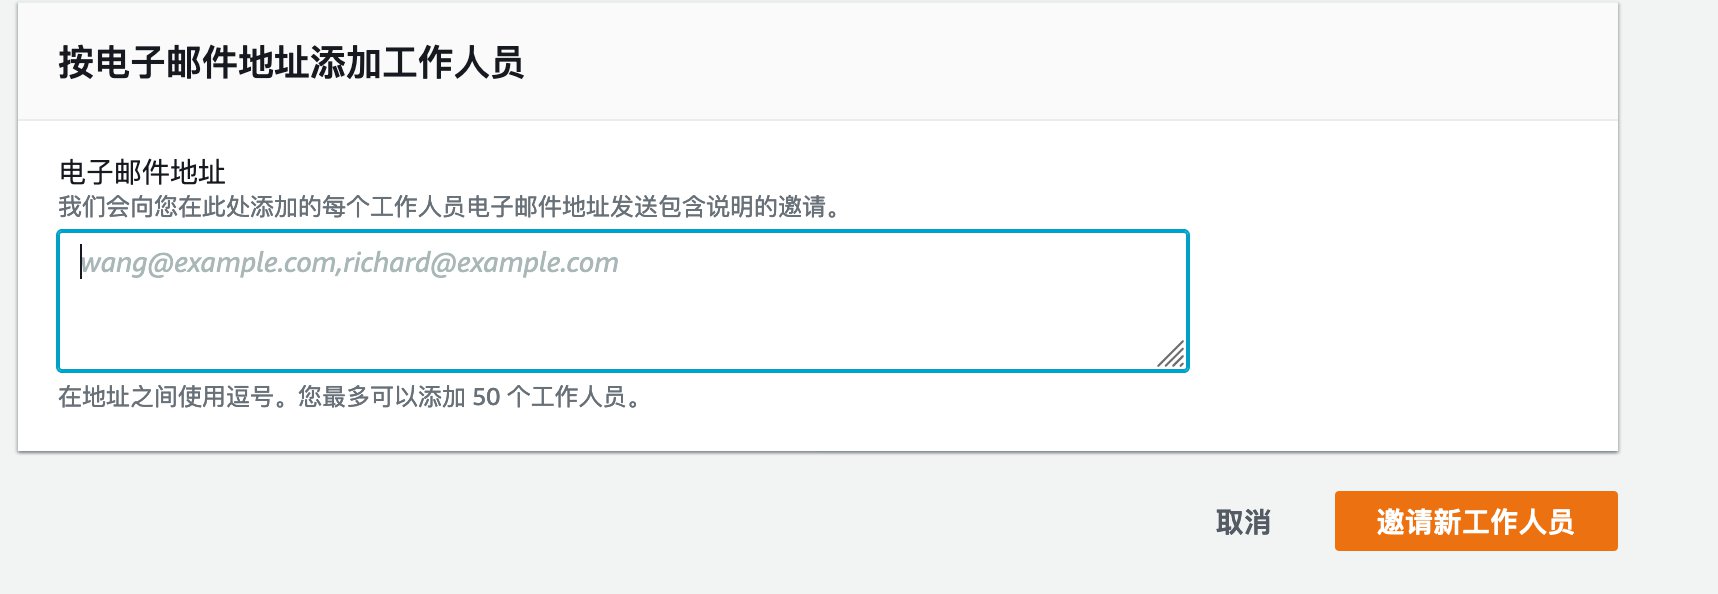 按电子邮件地址添加工作人员
电子邮件地址
我们会向您在此处添加的每个工作人员电子邮件地址发送包含说明的邀请。
wang@example.com,richard@example.com
在地址之间使用逗号。您最多可以添加 50 个工作人员。
取消
邀请新工作人员